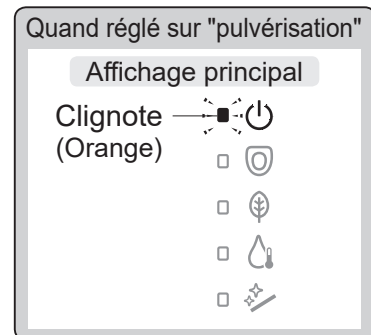 Quand réglé sur "pulvérisation"
Affichage principal
Clignote
(Orange)